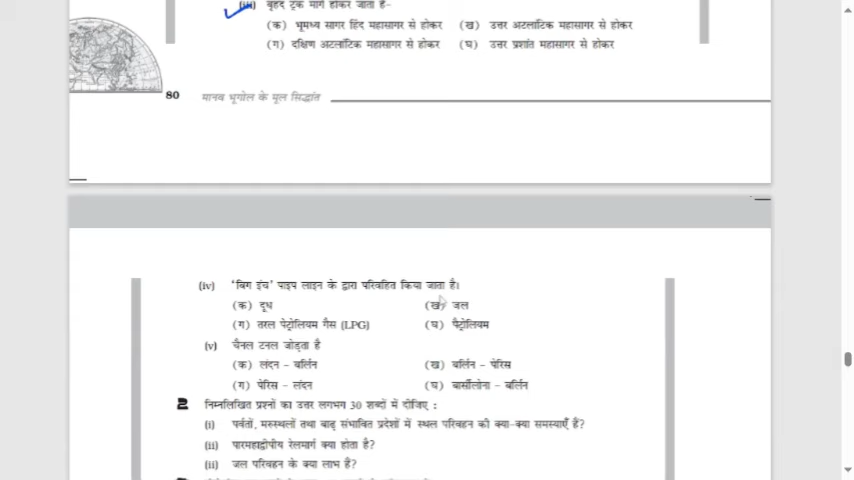 (iii) बृहद ट्रंक मार्ग होकर जाता है-
(क) भूमध्य सागर हिंद महासागर से होकर (ख) उत्तर अटलांटिक महासागर से होकर
(ग) दक्षिण अटलांटिक महासागर से होकर (घ) उत्तर प्रशांत महासागर से होकर
80 मानव भूगोल के मूल सिद्धांत
(iv) ‘बिग इंच’ पाइप लाइन के द्वारा परिवहित किया जाता है।
(क) दूध (ख) जल
(ग) तरल पेट्रोलियम गैस (LPG) (घ) पैट्रोलियम
(v) चैनल टनल जोड़ता है
(क) लंदन – बर्लिन (ख) बर्लिन – पेरिस
(ग) पेरिस – लंदन (घ) बार्सीलोना – बर्लिन
2 निम्नलिखित प्रश्नों का उत्तर लगभग 30 शब्दों में दीजिए :
(i) पर्वतों, मरुस्थलों तथा बाढ़ संभावित प्रदेशों में स्थल परिवहन की क्या-क्या समस्याएँ हैं?
(ii) पारमहाद्वीपीय रेलमार्ग क्या होता है?
(ii) जल परिवहन के क्या लाभ हैं?